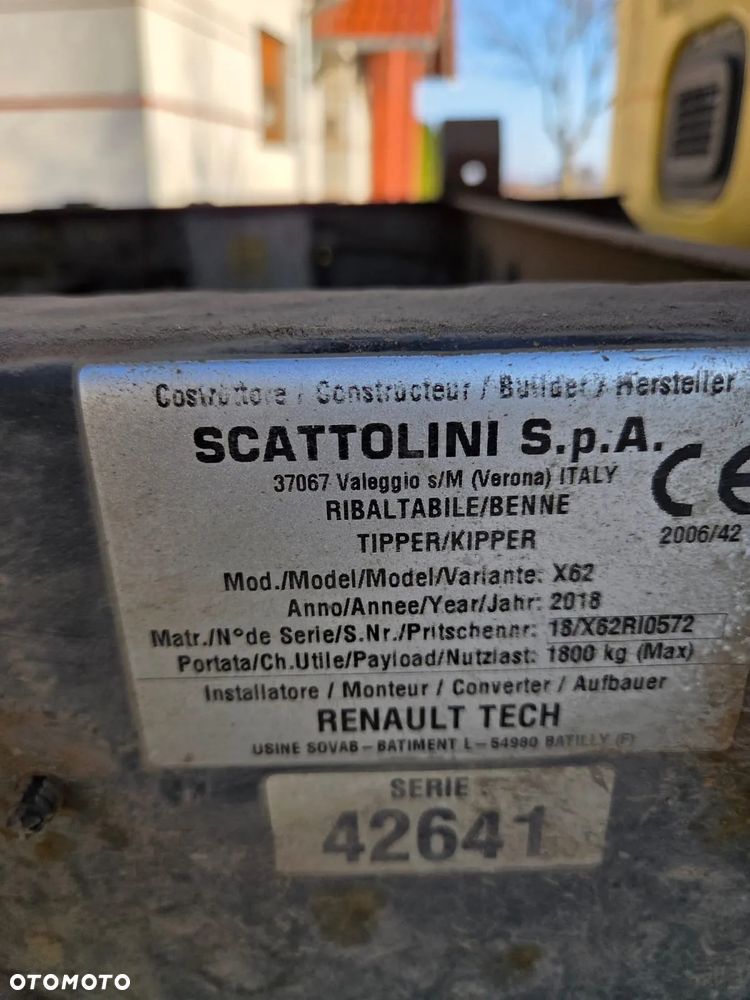 Costruttore / Constructeur / Builder / Hersteller
SCATTOLINI S.p.A.
37067 Valeggio s/M (Verona) ITALY
CE
RIBALTABILE/BENNE
2006/42
TIPPER/KIPPER
Mod./Model/Model/Variante: X62
Anno/Annee/Year/Jahr: 2018
Matr./N°de Serie/S.Nr./Pritschennr: 18/X62RI0572
Portata/Ch.Utile/Payload/Nutzlast: 1800 kg (Max)
Installatore / Monteur / Converter / Aufbauer
RENAULT TECH
USINE SOVAB - BATIMENT L - 54980 BATILLY (F)
SERIE
42641
OTOMOTO